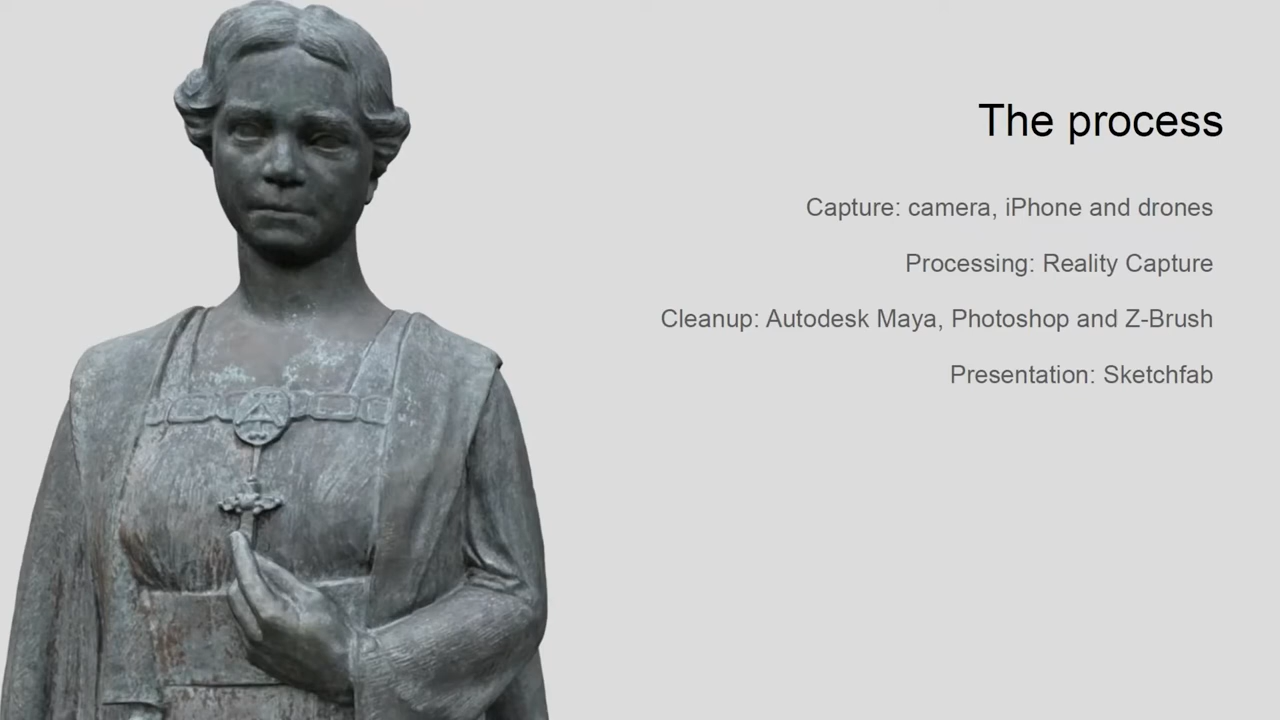 The process
Capture: camera, iPhone and drones
Processing: Reality Capture
Cleanup: Autodesk Maya, Photoshop and Z-Brush
Presentation: Sketchfab